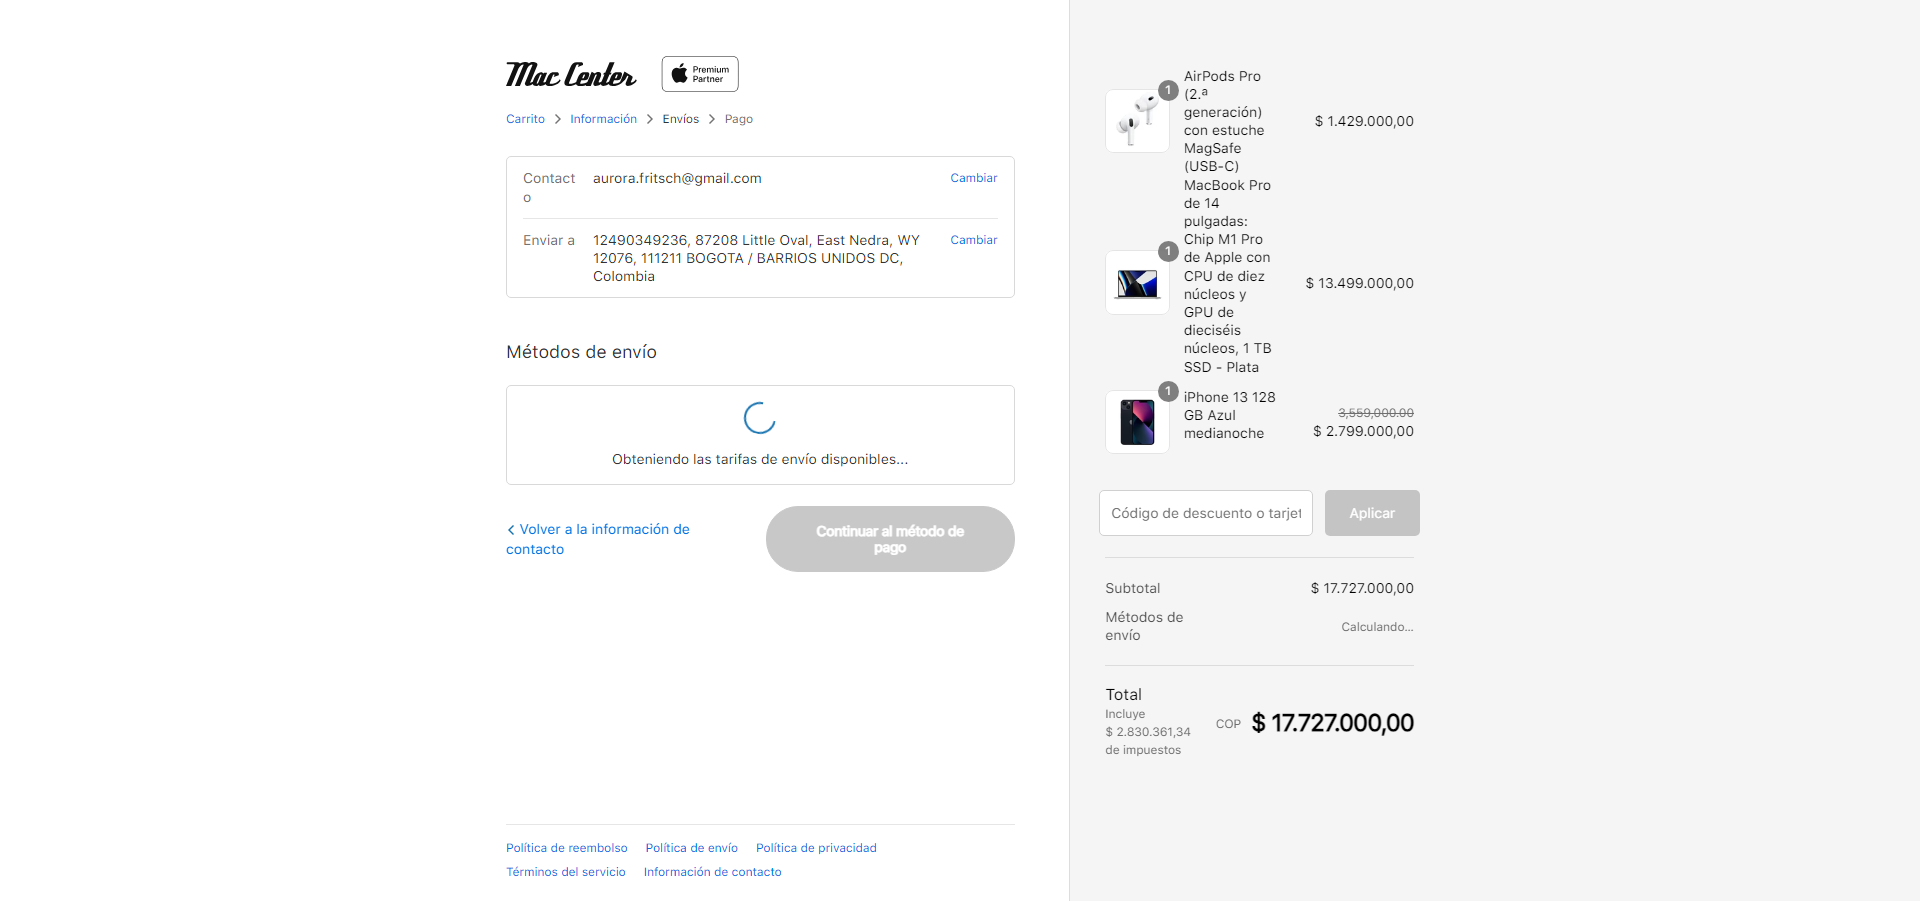 Mac Center
Premium
Partner
Carrito
Información
Envíos
Pago
Contact
o
aurora.fritsch@gmail.com
Cambiar
Enviar a
12490349236, 87208 Little Oval, East Nedra, WY
12076, 111211 BOGOTA / BARRIOS UNIDOS DC,
Colombia
Cambiar
Métodos de envío
Obteniendo las tarifas de envío disponibles...
Volver a la información de
contacto
Continuar al método de
pago
Política de reembolso
Política de envío
Política de privacidad
Términos del servicio
Información de contacto
1
AirPods Pro
(2.ª
generación)
con estuche
MagSafe
(USB-C)
$ 1.429.000,00
1
MacBook Pro
de 14
pulgadas:
Chip M1 Pro
de Apple con
CPU de diez
núcleos y
GPU de
dieciséis
núcleos, 1 TB
SSD - Plata
$ 13.499.000,00
1
iPhone 13 128
GB Azul
medianoche
3,559,000.00
$ 2.799.000,00
Código de descuento o tarjet
Aplicar
Subtotal
$ 17.727.000,00
Métodos de
envío
Calculando...
Total
Incluye
$ 2.830.361,34
de impuestos
COP
$ 17.727.000,00